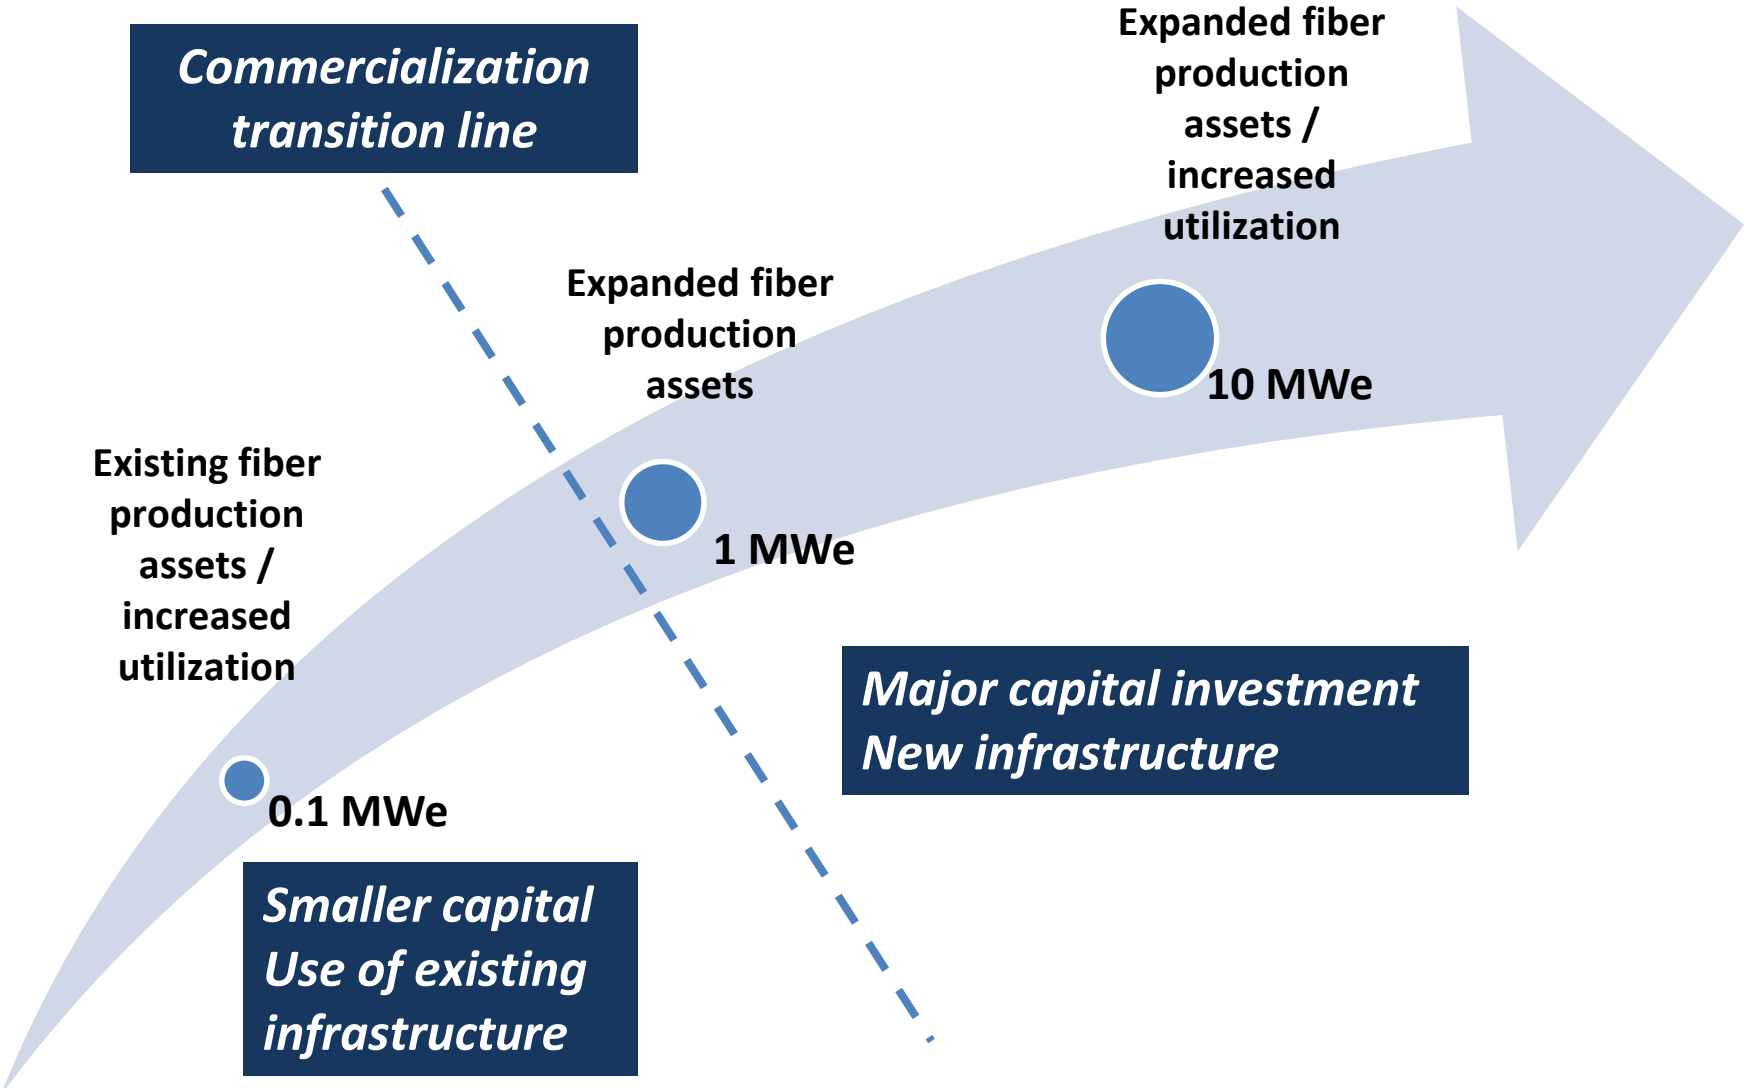 Commercialization
transition line
Expanded fiber
production
assets /
increased
utilization
10 MWe
Expanded fiber
production
assets
1 MWe
Existing fiber
production
assets /
increased
utilization
0.1 MWe
Major capital investment
New infrastructure
Smaller capital
Use of existing
infrastructure